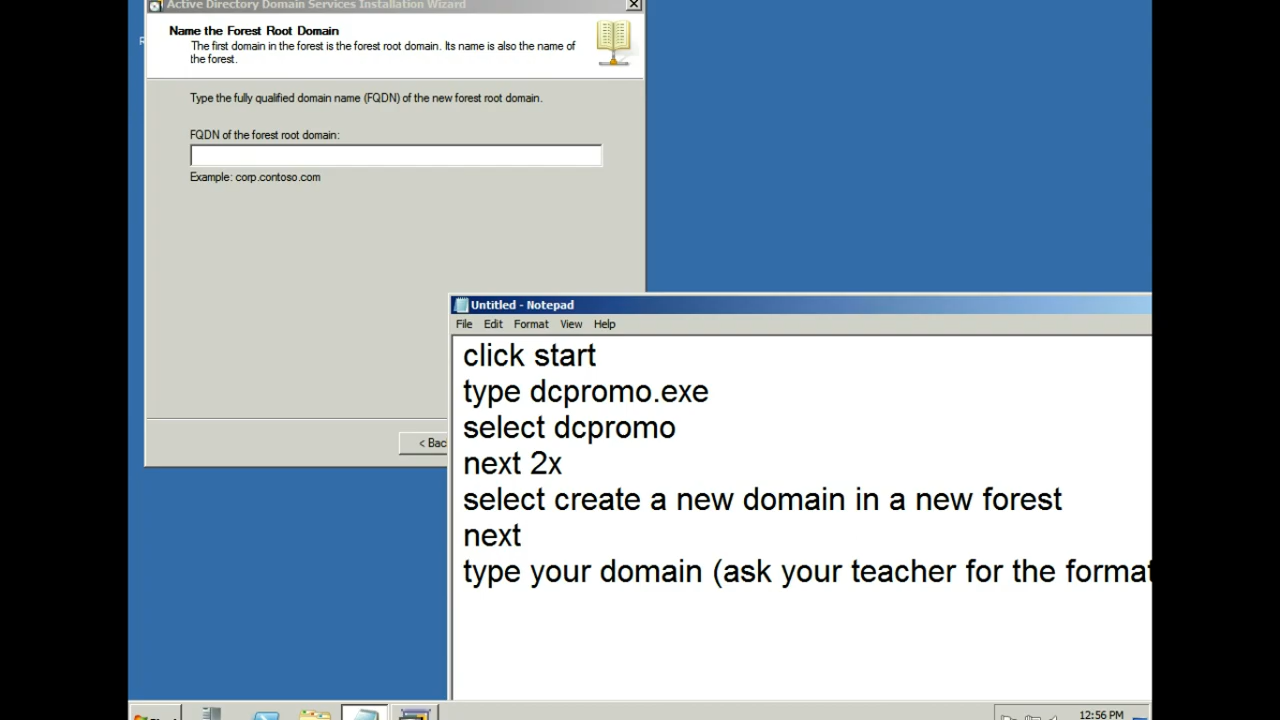 Active Directory Domain Services Installation Wizard
Name the Forest Root Domain
The first domain in the forest is the forest root domain. Its name is also the name of
the forest.
Type the fully qualified domain name (FQDN) of the new forest root domain.
FQDN of the forest root domain:
Example: corp.contoso.com
< Bac
Untitled - Notepad
File Edit Format View Help
click start
type dcpromo.exe
select dcpromo
next 2x
select create a new domain in a new forest
next
type your domain (ask your teacher for the format
12:56 PM